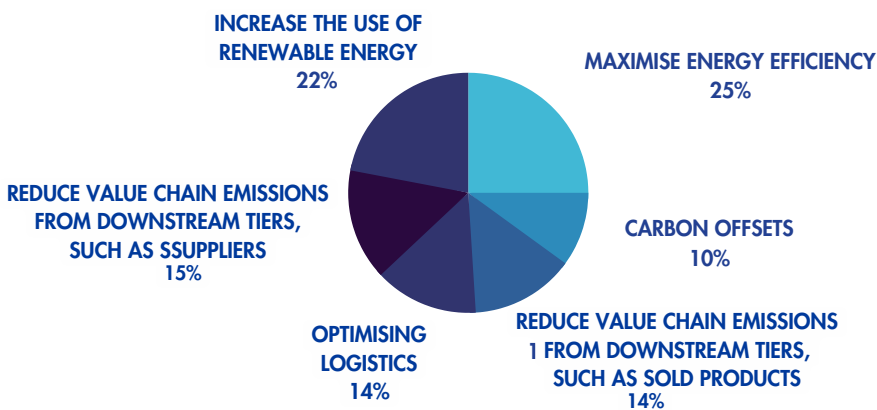 INCREASE THE USE OF
RENEWABLE ENERGY
22%
MAXIMISE ENERGY EFFICIENCY
25%
REDUCE VALUE CHAIN EMISSIONS
FROM DOWNSTREAM TIERS,
SUCH AS SSUPPLIERS
15%
CARBON OFFSETS
10%
OPTIMISING
LOGISTICS
14%
REDUCE VALUE CHAIN EMISSIONS
1 FROM DOWNSTREAM TIERS,
SUCH AS SOLD PRODUCTS
14%